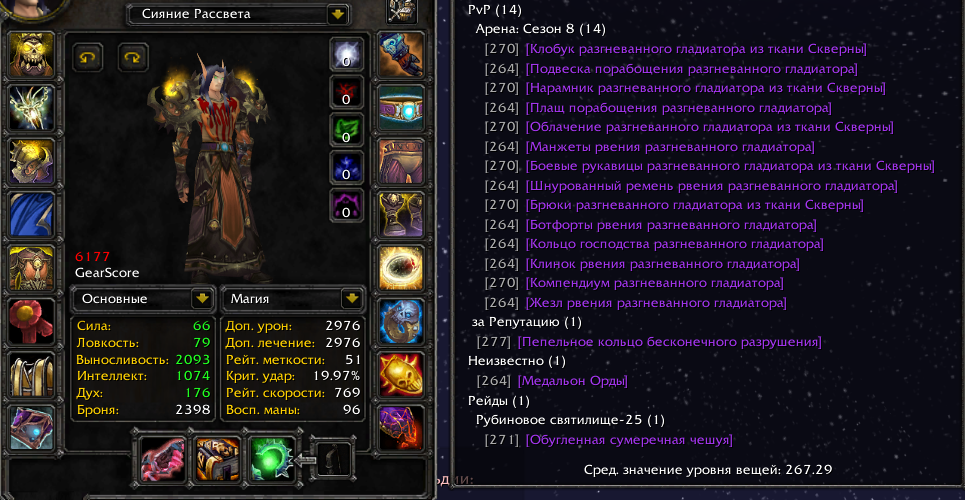 Сияние Рассвета
0
0
0
0
0
6177
GearScore
Основные
Магия
Сила: 66
Ловкость: 79
Выносливость: 2093
Интеллект: 1074
Дух: 176
Броня: 2398
Доп. урон: 2976
Доп. лечение: 2976
Рейт. меткости: 51
Крит. удар: 19.97%
Рейт. скорости: 769
Восп. маны: 96
PvP (14)
Арена: Сезон 8 (14)
[270] [Клобук разгневанного гладиатора из ткани Скверны]
[264] [Подвеска порабощения разгневанного гладиатора]
[270] [Нарамник разгневанного гладиатора из ткани Скверны]
[264] [Плащ порабощения разгневанного гладиатора]
[270] [Облачение разгневанного гладиатора из ткани Скверны]
[264] [Манжеты рвения разгневанного гладиатора]
[270] [Боевые рукавицы разгневанного гладиатора из ткани Скверны]
[264] [Шнурованный ремень рвения разгневанного гладиатора]
[270] [Брюки разгневанного гладиатора из ткани Скверны]
[264] [Ботфорты рвения разгневанного гладиатора]
[264] [Кольцо господства разгневанного гладиатора]
[264] [Клинок рвения разгневанного гладиатора]
[270] [Компендиум разгневанного гладиатора]
[264] [Жезл рвения разгневанного гладиатора]
за Репутацию (1)
[277] [Пепельное кольцо бесконечного разрушения]
Неизвестно (1)
[264] [Медальон Орды]
Рейды (1)
Рубиновое святилище-25 (1)
[271] [Обугленная сумеречная чешуя]
Сред. значение уровня вещей: 267.29